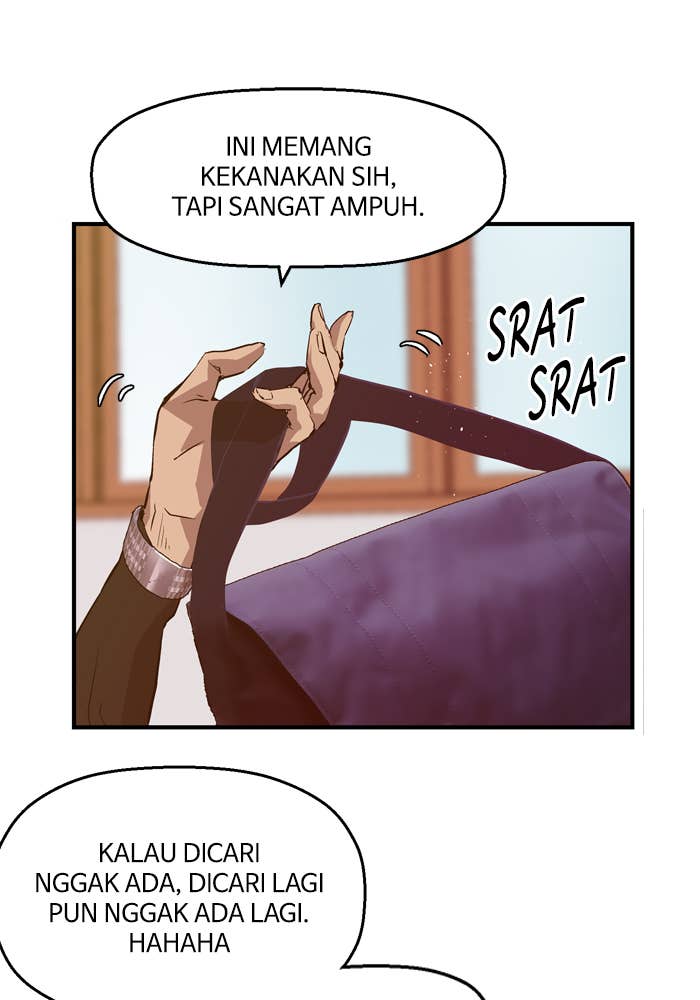 INI MEMANG
KEKANAKAN SIH,
TAPI SANGAT AMPUH.
SRAT
SRAT
KALAU DICARI
NGGAK ADA, DICARI LAGI
PUN NGGAK ADA LAGI.
HAHAHA